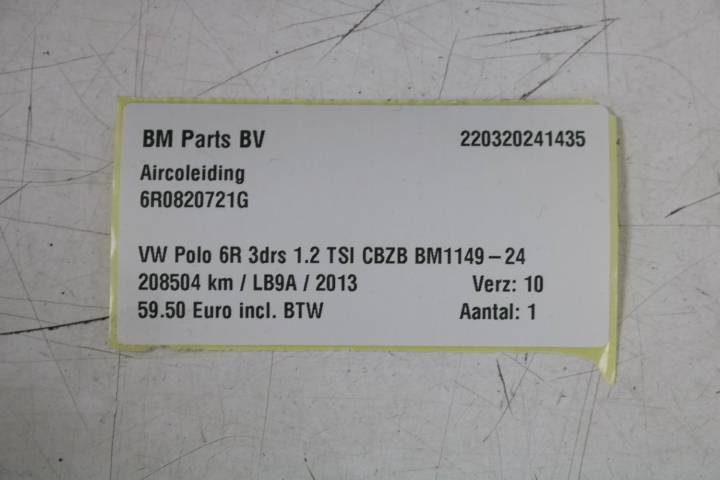 BM Parts BV 220320241435
Aircoleiding
6R0820721G
VW Polo 6R 3drs 1.2 TSI CBZB BM1149-24
208504 km / LB9A / 2013 Verz: 10
59.50 Euro incl. BTW Aantal: 1